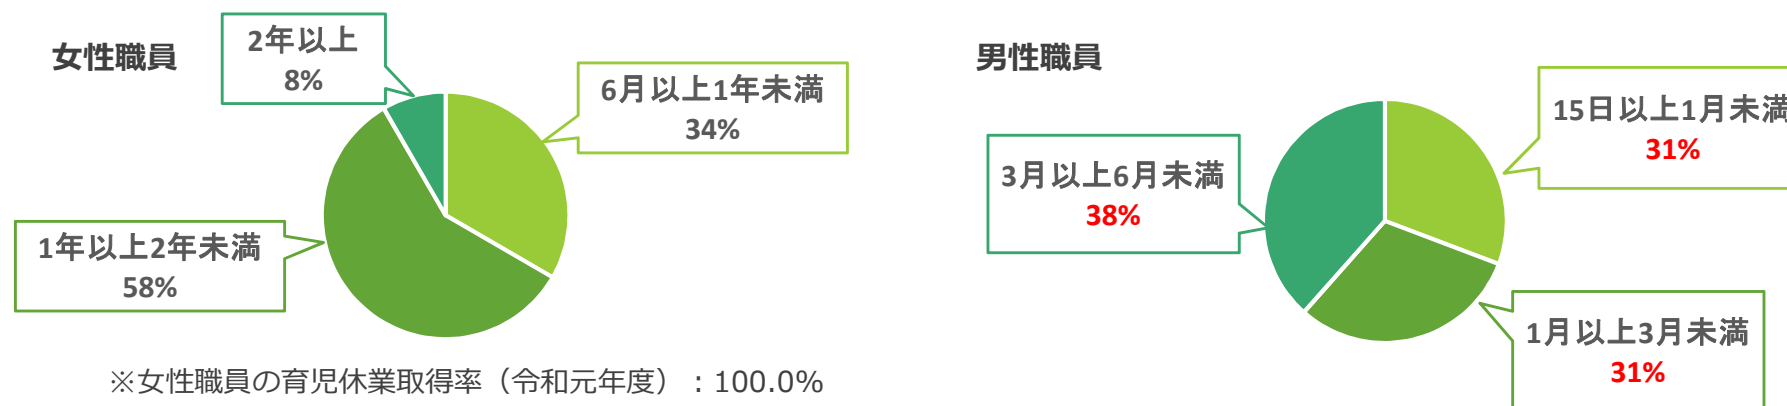 女性職員
2年以上
8%
6月以上1年未満
34%
1年以上2年未満
58%
※女性職員の育児休業取得率（令和元年度）：100.0%
男性職員
15日以上1月未満
31%
3月以上6月未満
38%
1月以上3月未満
31%